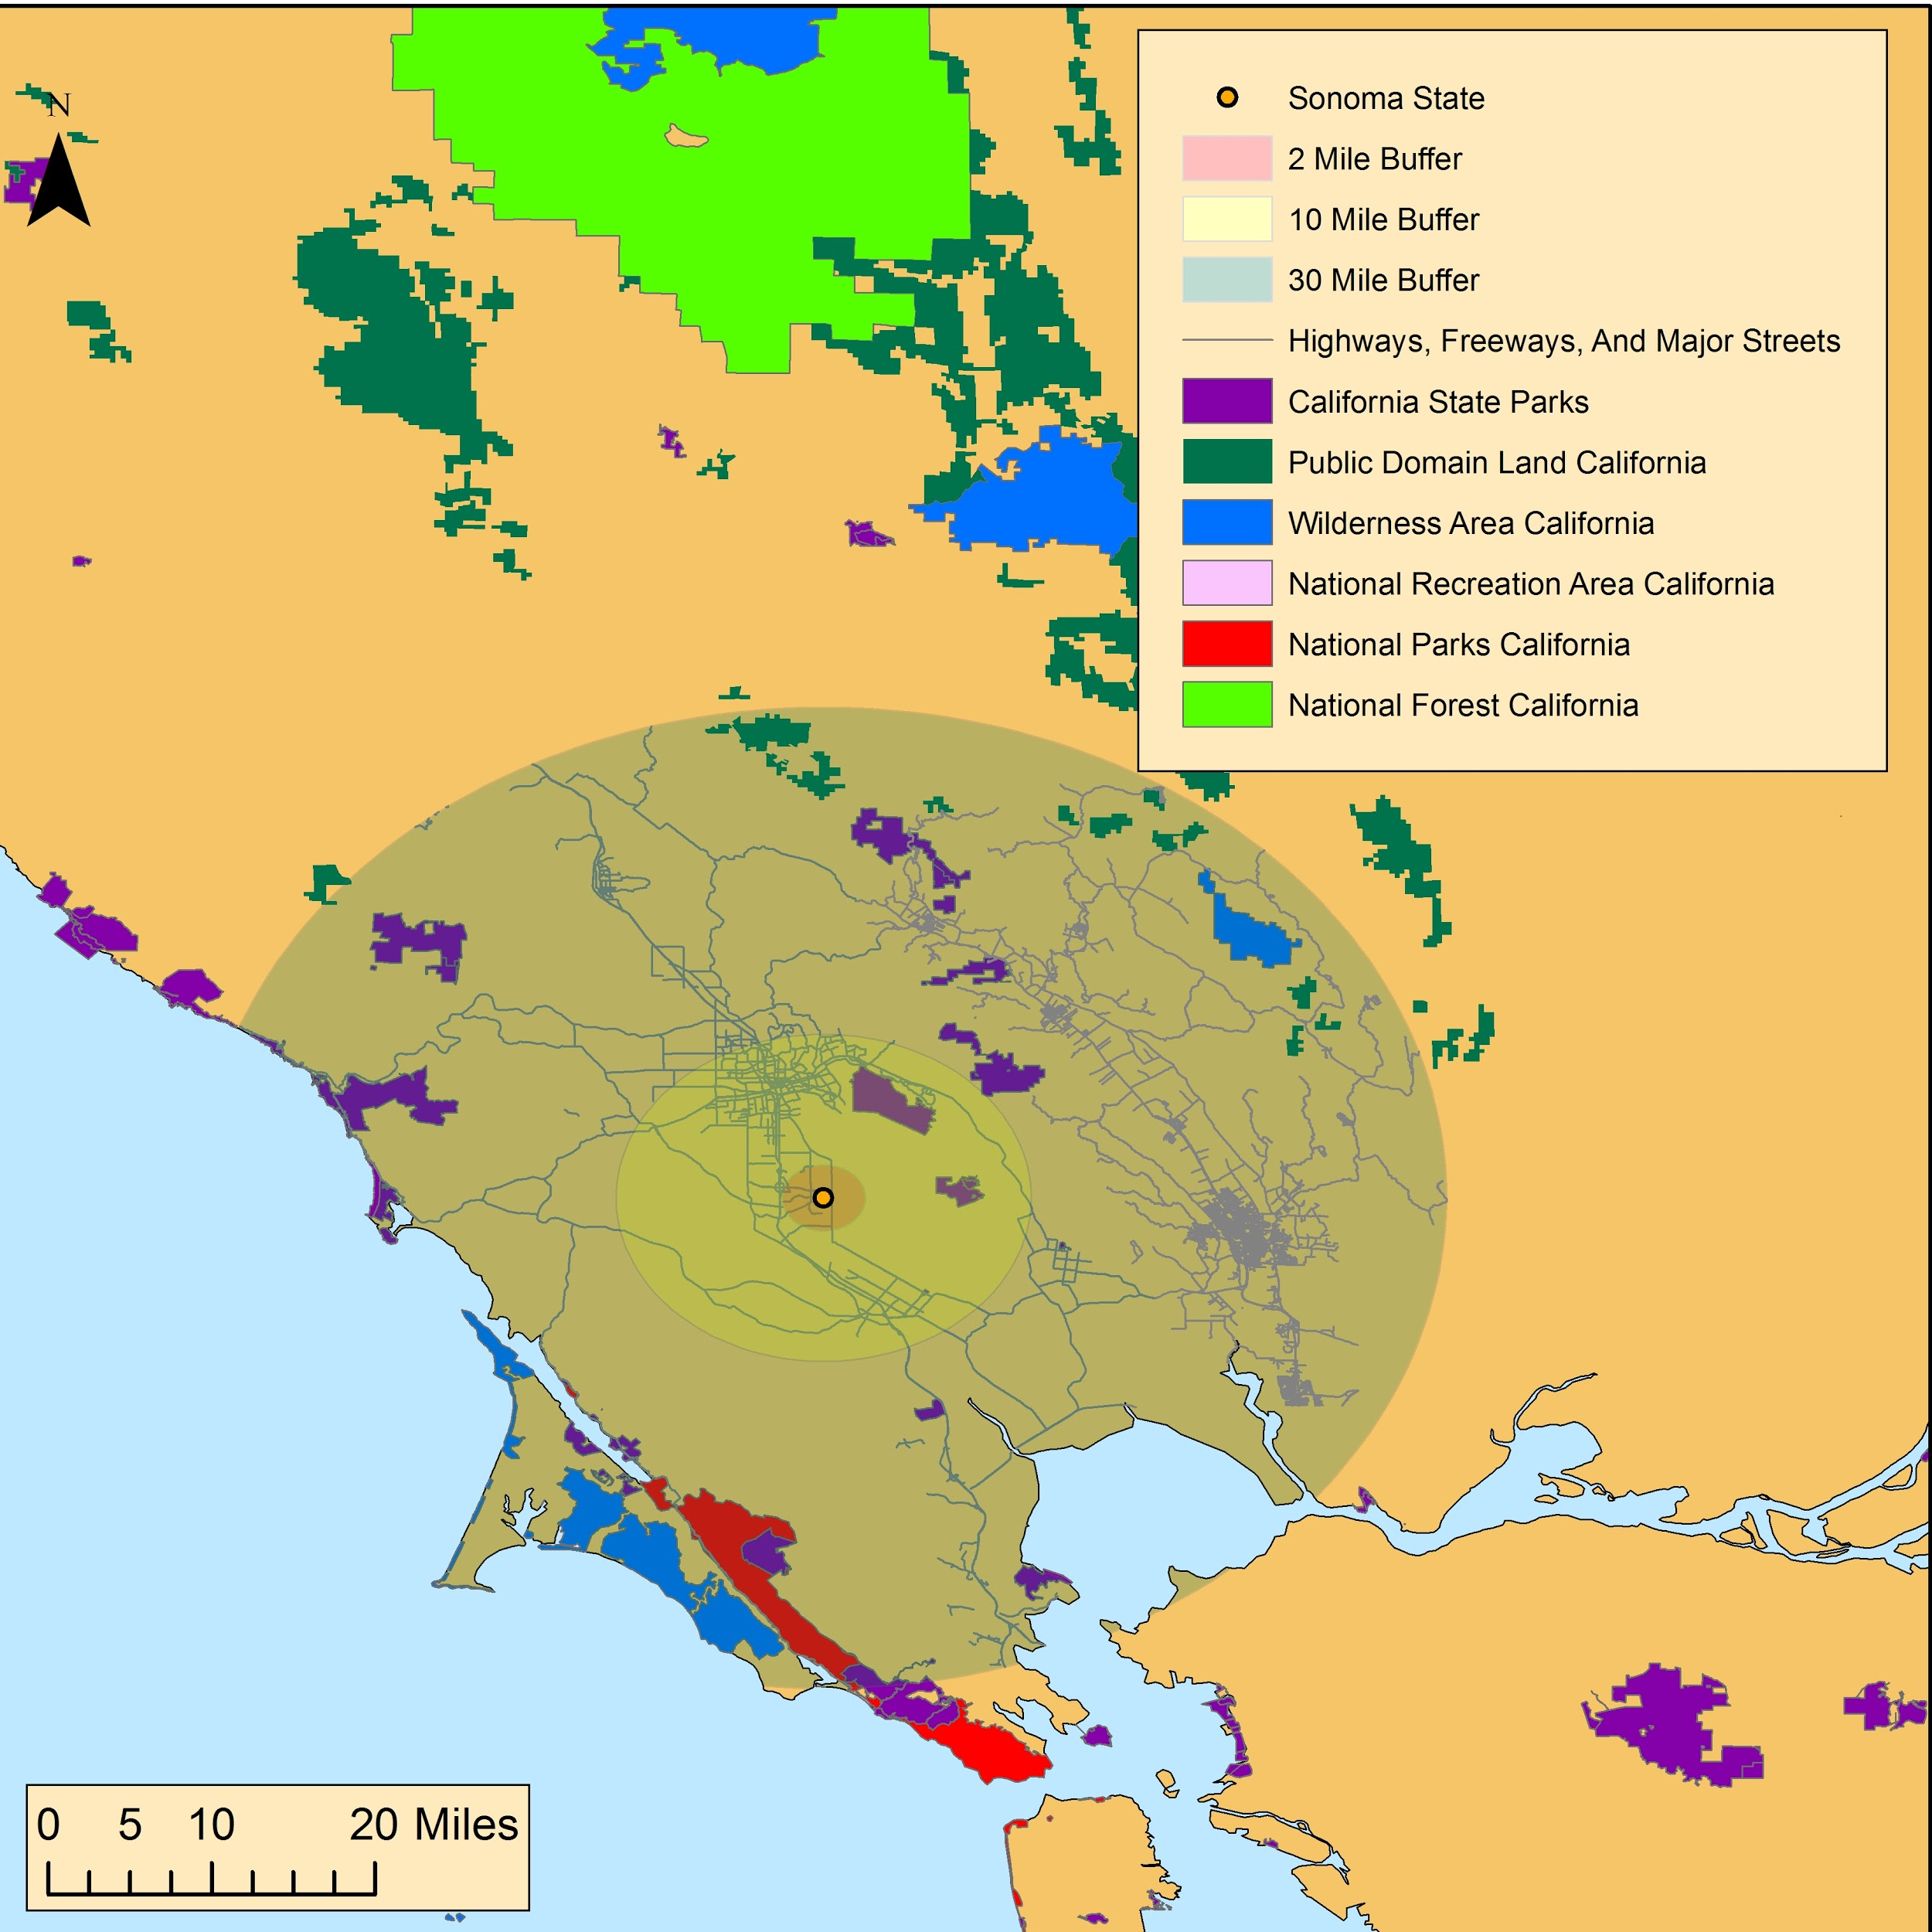 N
Sonoma State
2 Mile Buffer
10 Mile Buffer
30 Mile Buffer
Highways, Freeways, And Major Streets
California State Parks
Public Domain Land California
Wilderness Area California
National Recreation Area California
National Parks California
National Forest California
0 5 10 20 Miles